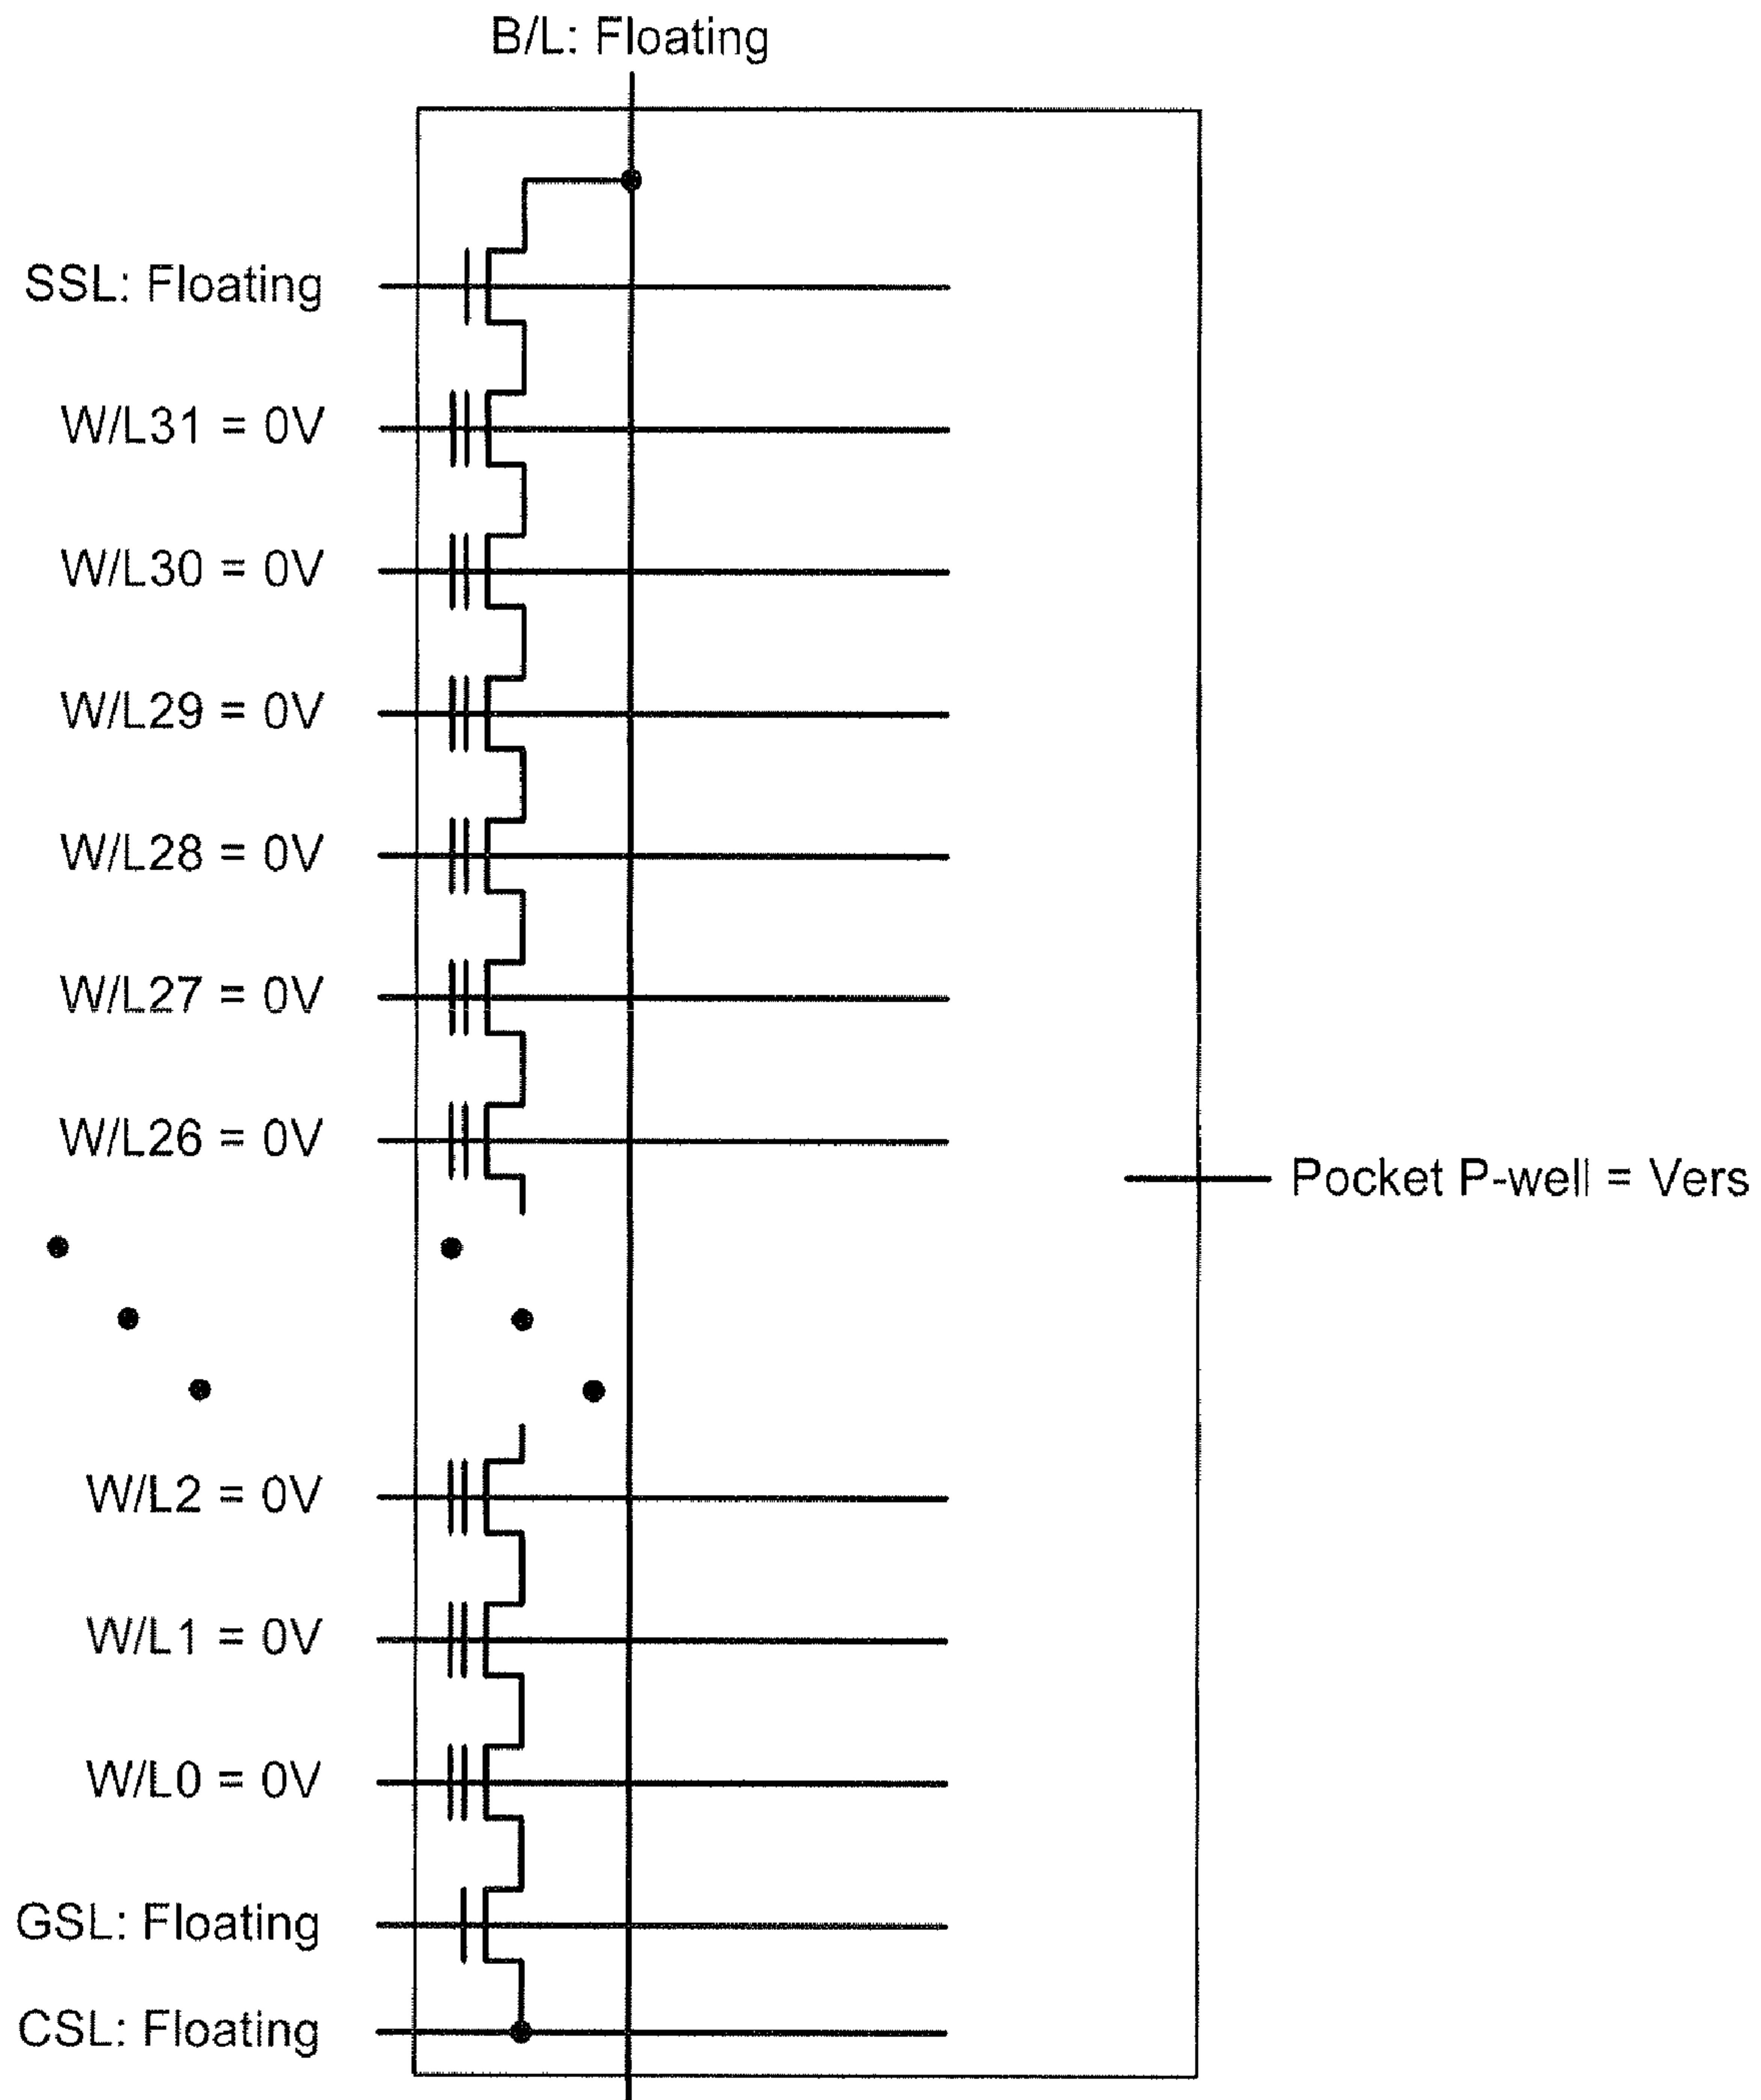 B/L: Floating
SSL: Floating
W/L31 = 0V
W/L30 = 0V
W/L29 = 0V
W/L28 = 0V
W/L27 = 0V
W/L26 = 0V
Pocket P-well = Vers
W/L2 = 0V
W/L1 = 0V
W/L0 = 0V
GSL: Floating
CSL: Floating